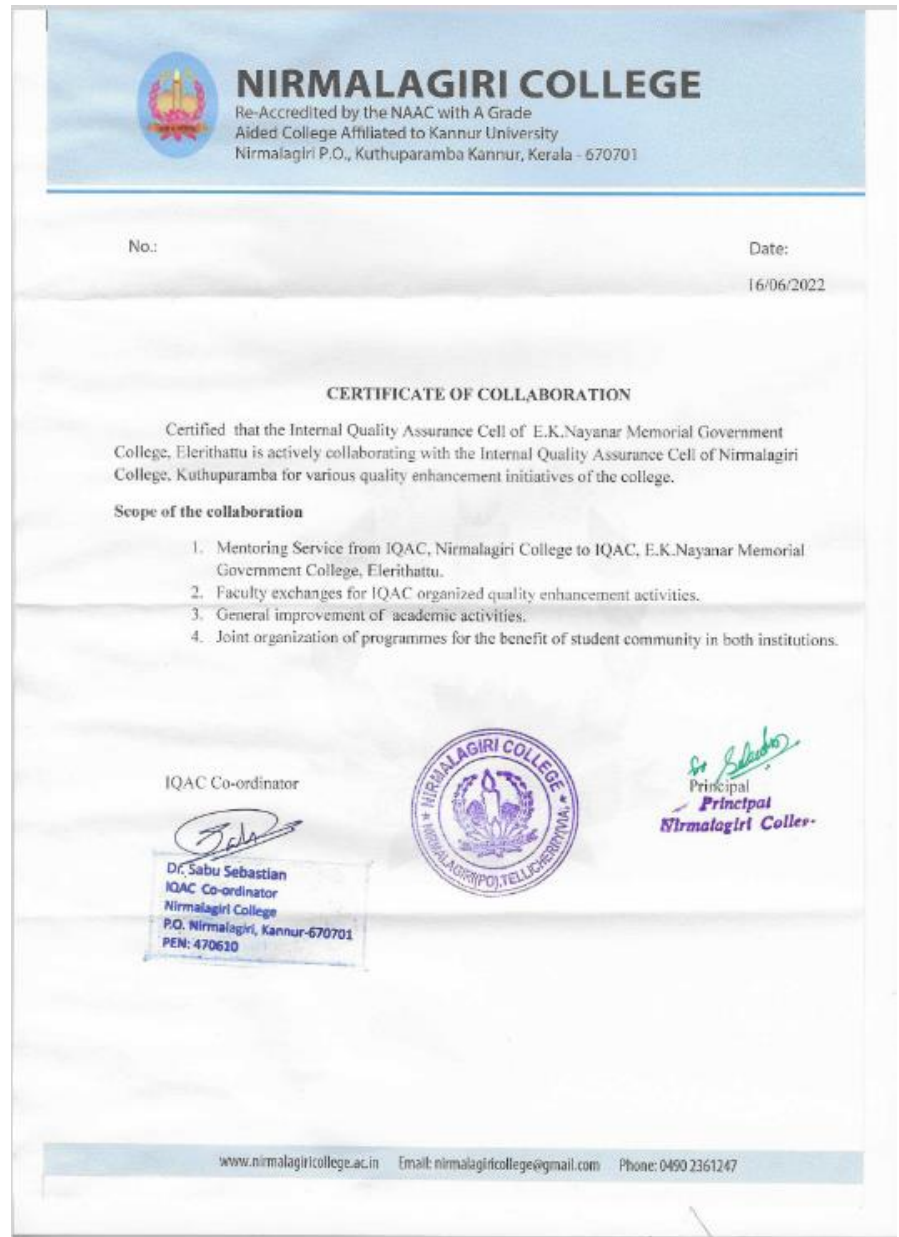 NIRMALAGIRI COLLEGE
Re-Accredited by the NAAC with A Grade
Aided College Affiliated to Kannur University
Nirmalagiri P.O., Kuthuparamba Kannur, Kerala - 670701
No.:
Date:
16/06/2022
CERTIFICATE OF COLLABORATION
Certified that the Internal Quality Assurance Cell of E.K.Nayanar Memorial Government
College, Elerithattu is actively collaborating with the Internal Quality Assurance Cell of Nirmalagiri
College, Kuthuparamba for various quality enhancement initiatives of the college.
Scope of the collaboration
1. Mentoring Service from IQAC, Nirmalagiri College to IQAC, E.K.Nayanar Memorial
Government College, Elerithattu.
2. Faculty exchanges for IQAC organized quality enhancement activities.
3. General improvement of academic activities.
4. Joint organization of programmes for the benefit of student community in both institutions.
IQAC Co-ordinator
Dr. Sabu Sebastian
IQAC Co-ordinator
Nirmalagiri College
P.O. Nirmalagiri, Kannur-670701
PEN: 470610
NIRMALAGIRI COLLEGE
NIRMALAGIRI(PO),TELLICHERRY(VIA)
Principal
Principal
Nirmalagiri Colle
www.nirmalagiricollege.ac.in Email: nirmalagiricollege@gmail.com Phone: 0490 2361247